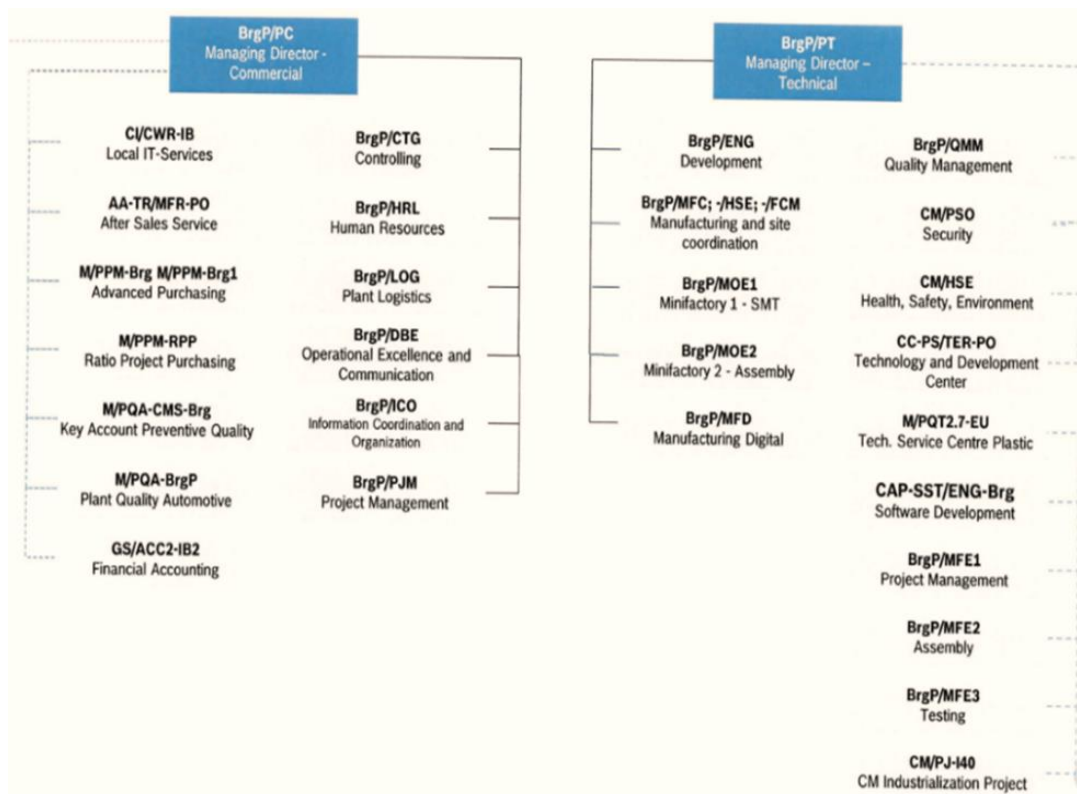 BrgP/PC
Managing Director -
Commercial
CI/CWR-IB
Local IT-Services
AA-TR/MFR-PO
After Sales Service
M/PPM-Brg M/PPM-Brg1
Advanced Purchasing
M/PPM-RPP
Ratio Project Purchasing
M/PQA-CMS-Brg
Key Account Preventive Quality
M/PQA-BrgP
Plant Quality Automotive
GS/ACC2-IB2
Financial Accounting
BrgP/CTG
Controlling
BrgP/HRL
Human Resources
BrgP/LOG
Plant Logistics
BrgP/DBE
Operational Excellence and
Communication
BrgP/ICO
Information Coordination and
Organization
BrgP/PJM
Project Management
BrgP/PT
Managing Director –
Technical
BrgP/ENG
Development
BrgP/MFC; -/HSE; -/FCM
Manufacturing and site
coordination
BrgP/MOE1
Minifactory 1 - SMT
BrgP/MOE2
Minifactory 2 - Assembly
BrgP/MFD
Manufacturing Digital
BrgP/QMM
Quality Management
CM/PSO
Security
CM/HSE
Health, Safety, Environment
CC-PS/TER-PO
Technology and Development
Center
M/PQT2.7-EU
Tech. Service Centre Plastic
CAP-SST/ENG-Brg
Software Development
BrgP/MFE1
Project Management
BrgP/MFE2
Assembly
BrgP/MFE3
Testing
CM/PJ-I40
CM Industrialization Project